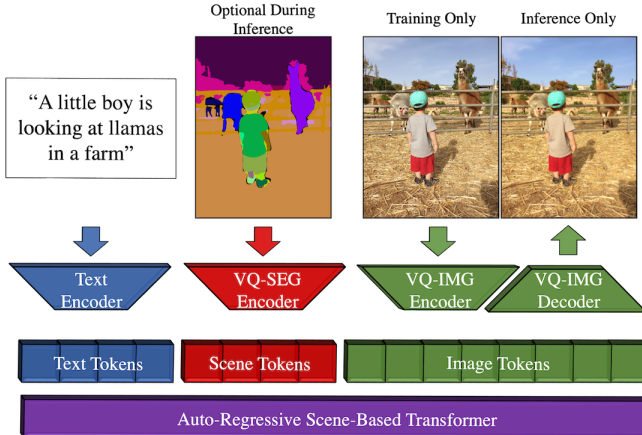 Optional During
Inference
Training Only
Inference Only
“A little boy is
looking at llamas
in a farm”
Text
Encoder
VQ-SEG
Encoder
VQ-IMG
Encoder
VQ-IMG
Decoder
Text Tokens
Scene Tokens
Image Tokens
Auto-Regressive Scene-Based Transformer